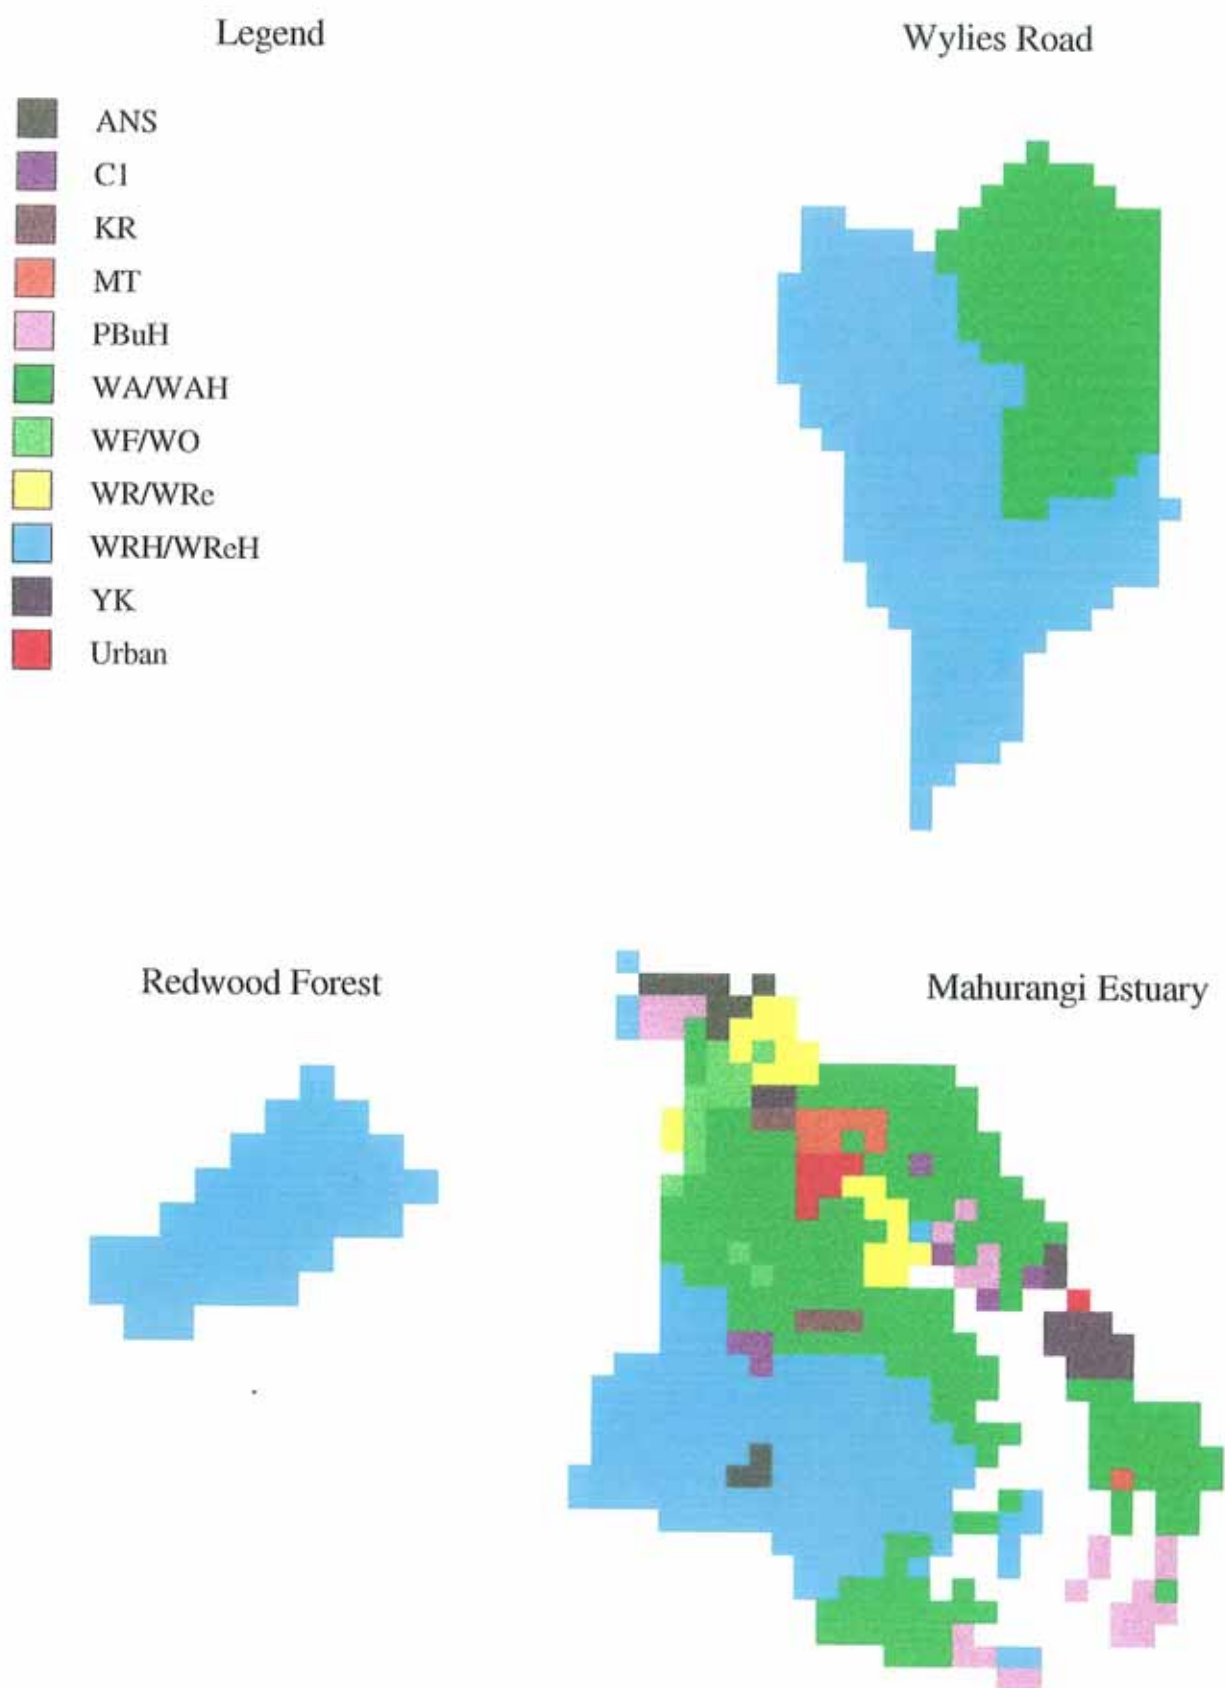 Legend
Wylies Road
ANS
C1
KR
MT
PBuH
WA/WAH
WF/WO
WR/WRe
WRH/WReH
YK
Urban
Redwood Forest
Mahurangi Estuary